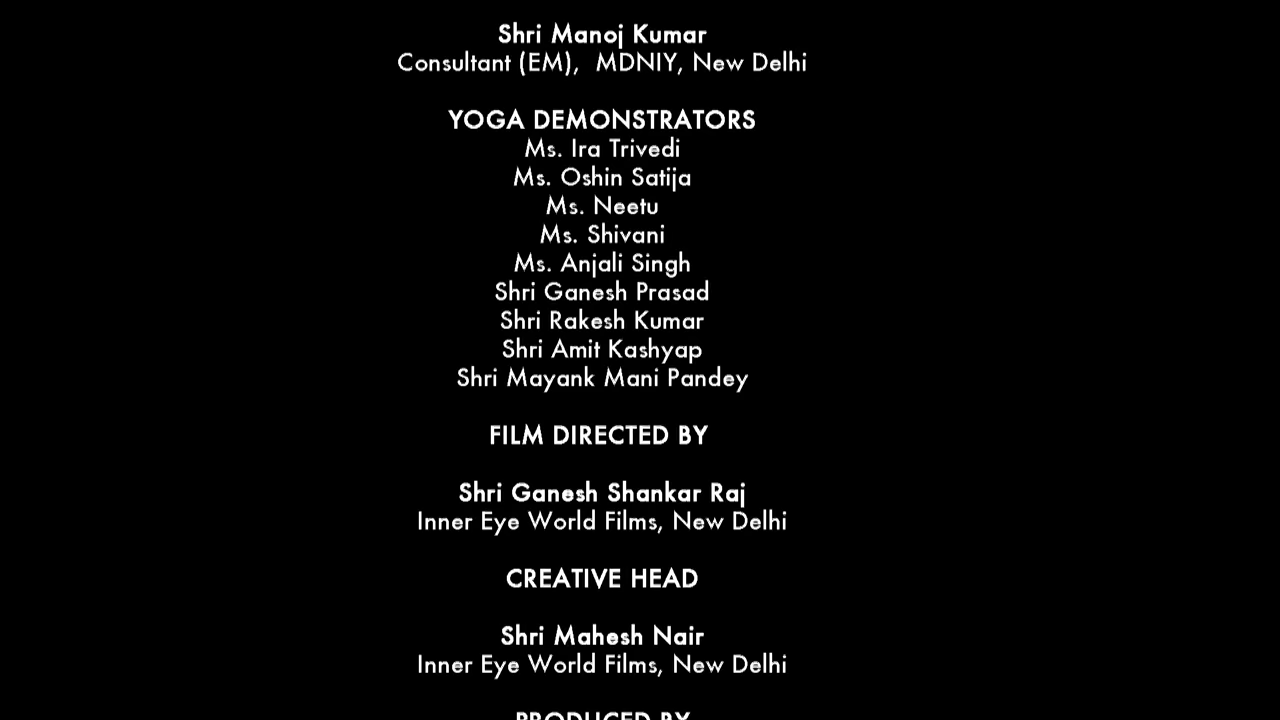 Shri Manoj Kumar
Consultant (EM),  MDNIY, New Delhi
YOGA DEMONSTRATORS
Ms. Ira Trivedi
Ms. Oshin Satija
Ms. Neetu
Ms. Shivani
Ms. Anjali Singh
Shri Ganesh Prasad
Shri Rakesh Kumar
Shri Amit Kashyap
Shri Mayank Mani Pandey
FILM DIRECTED BY
Shri Ganesh Shankar Raj
Inner Eye World Films, New Delhi
CREATIVE HEAD
Shri Mahesh Nair
Inner Eye World Films, New Delhi
PRODUCED BY